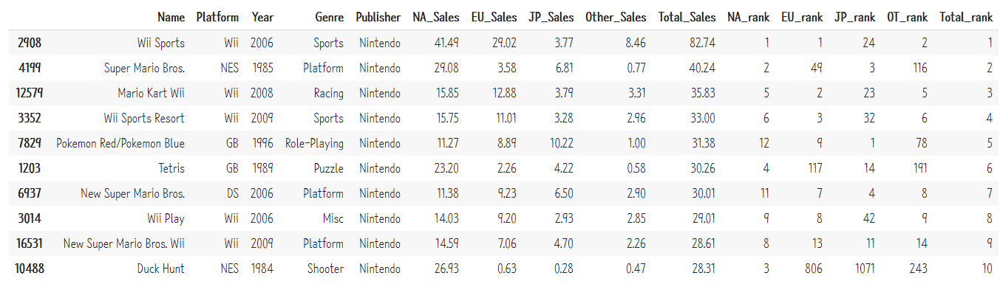 Name Platform Year Genre Publisher NA_Sales EU_Sales JP_Sales Other_Sales Total_Sales NA_rank EU_rank JP_rank OT_rank Total_rank
2908 Wii Sports Wii 2006 Sports Nintendo 41.49 29.02 3.77 8.46 82.74 1 1 24 2 1
4199 Super Mario Bros. NES 1985 Platform Nintendo 29.08 3.58 6.81 0.77 40.24 2 49 3 116 2
12579 Mario Kart Wii Wii 2008 Racing Nintendo 15.85 12.88 3.79 3.31 35.83 5 2 23 5 3
3352 Wii Sports Resort Wii 2009 Sports Nintendo 15.75 11.01 3.28 2.96 33.00 6 3 32 6 4
7829 Pokemon Red/Pokemon Blue GB 1996 Role-Playing Nintendo 11.27 8.89 10.22 1.00 31.38 12 9 1 78 5
1203 Tetris GB 1989 Puzzle Nintendo 23.20 2.26 4.22 0.58 30.26 4 117 14 191 6
6937 New Super Mario Bros. DS 2006 Platform Nintendo 11.38 9.23 6.50 2.90 30.01 11 7 4 8 7
3014 Wii Play Wii 2006 Misc Nintendo 14.03 9.20 2.93 2.85 29.01 9 8 42 9 8
16531 New Super Mario Bros. Wii Wii 2009 Platform Nintendo 14.59 7.06 4.70 2.26 28.61 8 13 11 14 9
10488 Duck Hunt NES 1984 Shooter Nintendo 26.93 0.63 0.28 0.47 28.31 3 806 1071 243 10